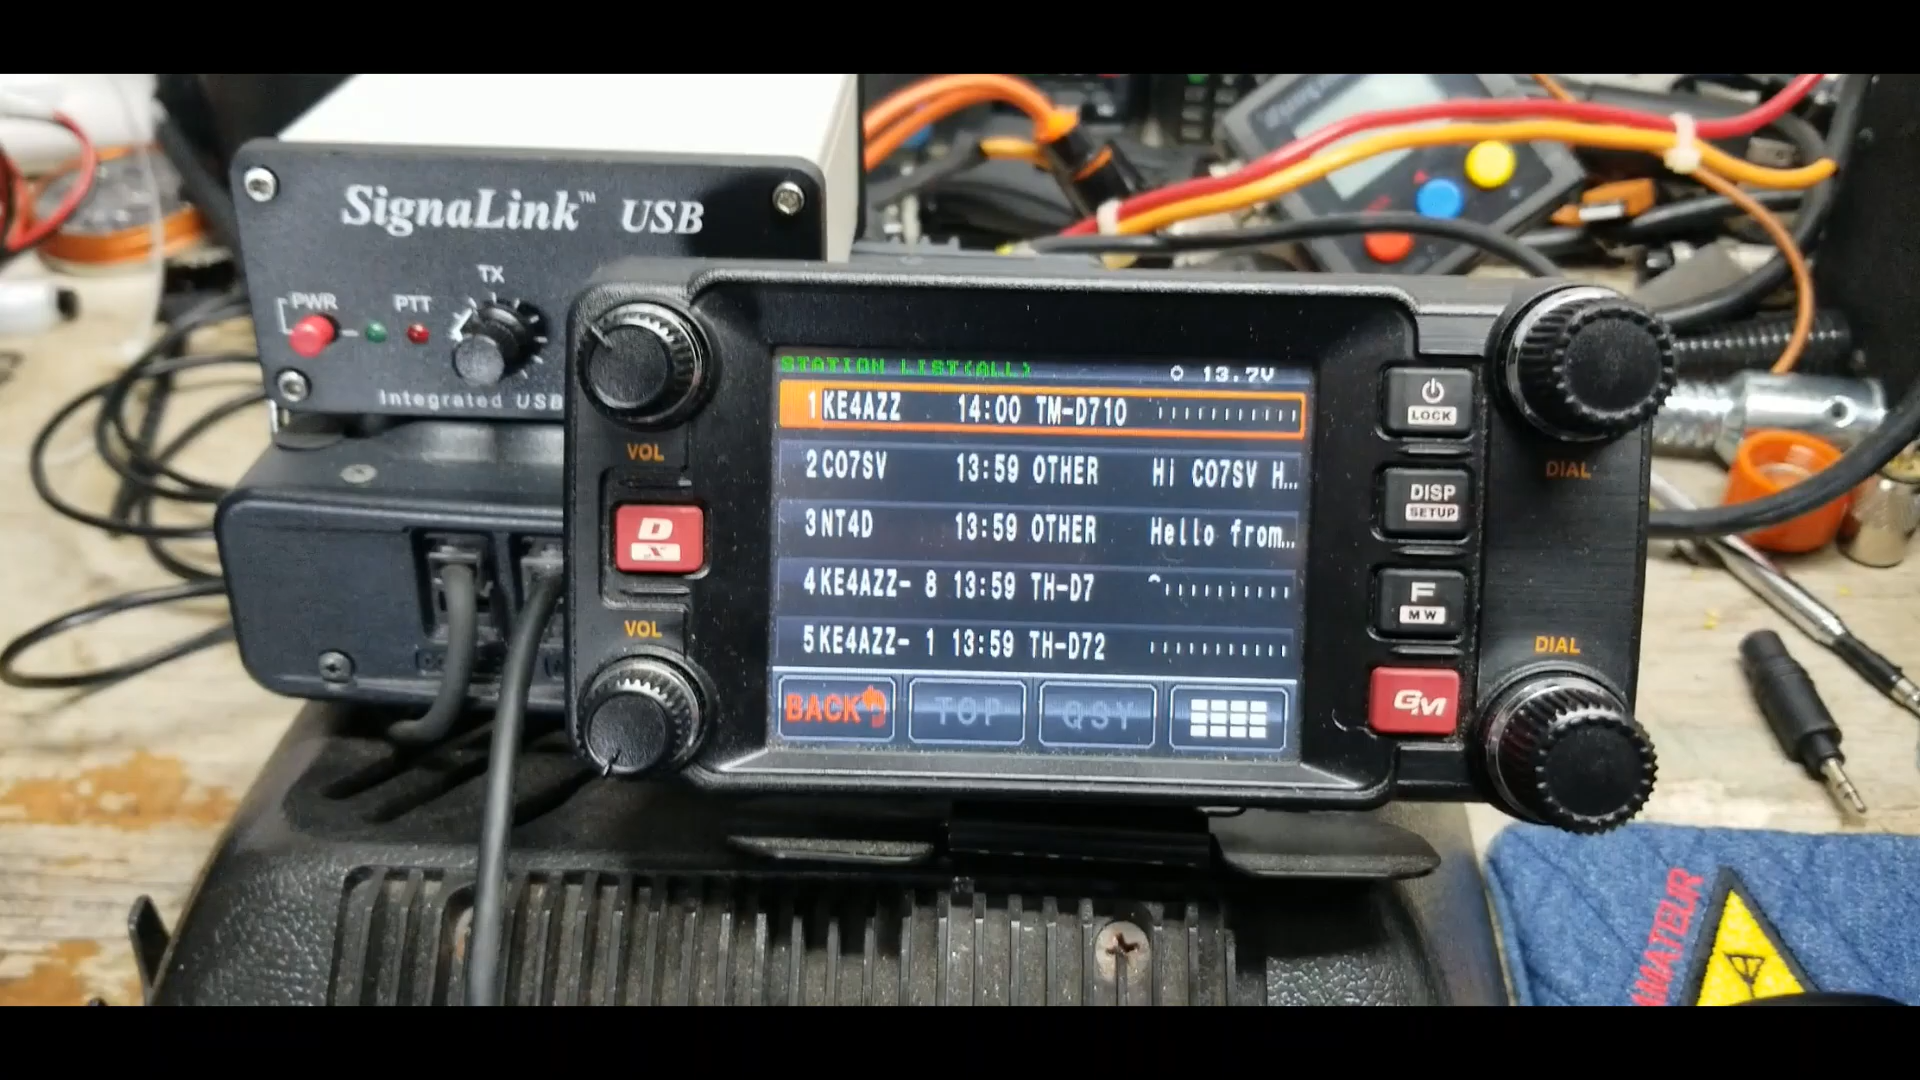 SignaLink™ USB
TX
PWR
PTT
Integrated USB
VOL
D
X
VOL
STATION LIST(ALL) 13.7V
1 KE4AZZ 14:00 TM-D710
2 CO7SV 13:59 OTHER Hi CO7SV H…
3 NT4D 13:59 OTHER Hello from…
4 KE4AZZ- 8 13:59 TH-D7
5 KE4AZZ- 1 13:59 TH-D72
BACK TOP QSY
LOCK
DISP
SETUP
F
MW
GM
DIAL
DIAL
AMATEUR